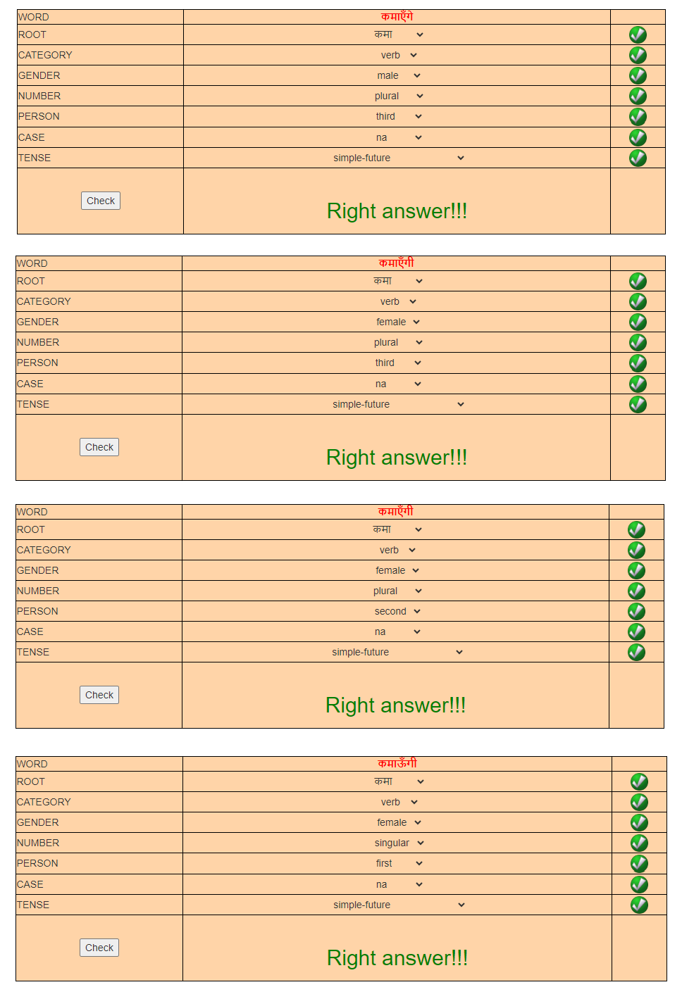 WORD कमाएँगे
ROOT कमा
CATEGORY verb
GENDER male
NUMBER plural
PERSON third
CASE na
TENSE simple-future
Check Right answer!!!
WORD कमाएँगी
ROOT कमा
CATEGORY verb
GENDER female
NUMBER plural
PERSON third
CASE na
TENSE simple-future
Check Right answer!!!
WORD कमाएँगी
ROOT कमा
CATEGORY verb
GENDER female
NUMBER plural
PERSON second
CASE na
TENSE simple-future
Check Right answer!!!
WORD कमाऊँगी
ROOT कमा
CATEGORY verb
GENDER female
NUMBER singular
PERSON first
CASE na
TENSE simple-future
Check Right answer!!!